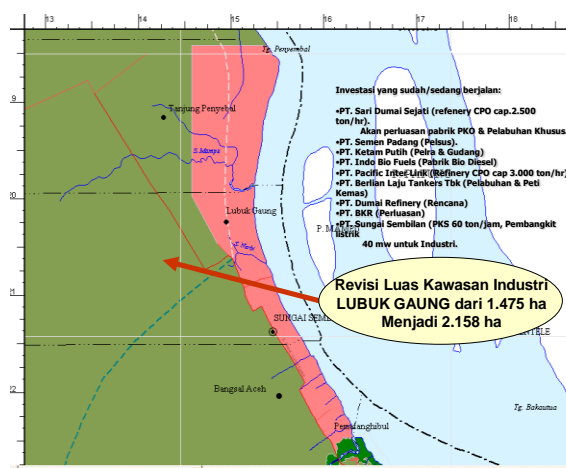 13
14
15
16
17
18
Tg. Penyembal
Investasi yang sudah/sedang berjalan:
•PT. Sari Dumai Sejati (refenery CPO cap.2.500
ton/hr).
Akan perluasan pabrik PKO & Pelabuhan Khusus
•PT. Semen Padang (Pelsus).
•PT. Ketam Putih (Pelra & Gudang)
•PT. Indo Bio Fuels (Pabrik Bio Diesel)
•PT. Pacific Inter Link (Refinery CPO cap 3.000 ton/hr)
•PT. Berlian Laju Tankers Tbk (Pelabuhan & Peti
Kemas)
•PT. Dumai Refinery (Rencana)
•PT. BKR (Perluasan)
•PT. Sungai Sembilan (PKS 60 ton/jam, Pembangkit
listrik
40 mw untuk Industri.
Tanjung Penyebal
S. Mampu
Lubuk Gaung
Revisi Luas Kawasan Industri
LUBUK GAUNG dari 1.475 ha
Menjadi 2.158 ha
SUNGAI SEM
Bangsal Aceh
Tg. Bakautua